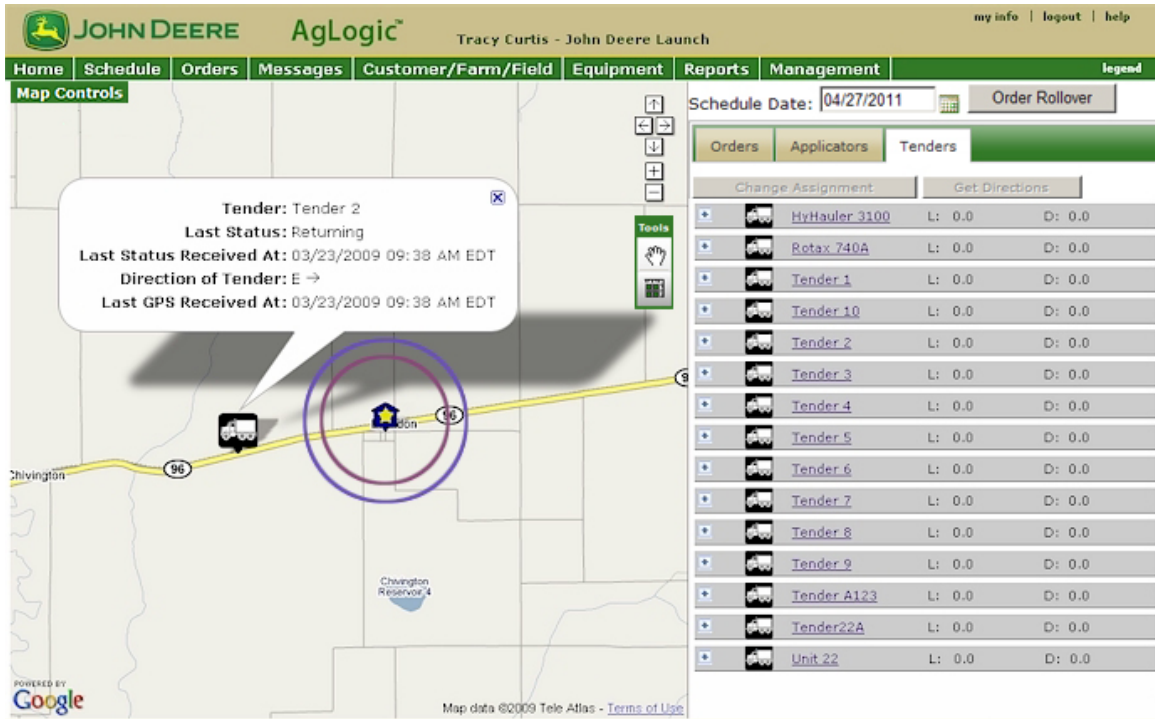 my info | logout | help
JOHN DEERE AgLogic™ Tracy Curtis - John Deere Launch
Home Schedule Orders Messages Customer/Farm/Field Equipment Reports Management legend
Map Controls
Schedule Date: 04/27/2011 Order Rollover
Orders Applicators Tenders
Change Assignment Get Directions
Tender: Tender 2
Last Status: Returning
Last Status Received At: 03/23/2009 09:38 AM EDT
Direction of Tender: E →
Last GPS Received At: 03/23/2009 09:38 AM EDT
Tools
96
96
Chivington
Chivington
Reservoir 4
POWERED BY
Google
Map data ©2009 Tele Atlas - Terms of Use
HyHauler 3100 L: 0.0 D: 0.0
Rotax 740A L: 0.0 D: 0.0
Tender 1 L: 0.0 D: 0.0
Tender 10 L: 0.0 D: 0.0
Tender 2 L: 0.0 D: 0.0
Tender 3 L: 0.0 D: 0.0
Tender 4 L: 0.0 D: 0.0
Tender 5 L: 0.0 D: 0.0
Tender 6 L: 0.0 D: 0.0
Tender 7 L: 0.0 D: 0.0
Tender 8 L: 0.0 D: 0.0
Tender 9 L: 0.0 D: 0.0
Tender A123 L: 0.0 D: 0.0
Tender22A L: 0.0 D: 0.0
Unit 22 L: 0.0 D: 0.0